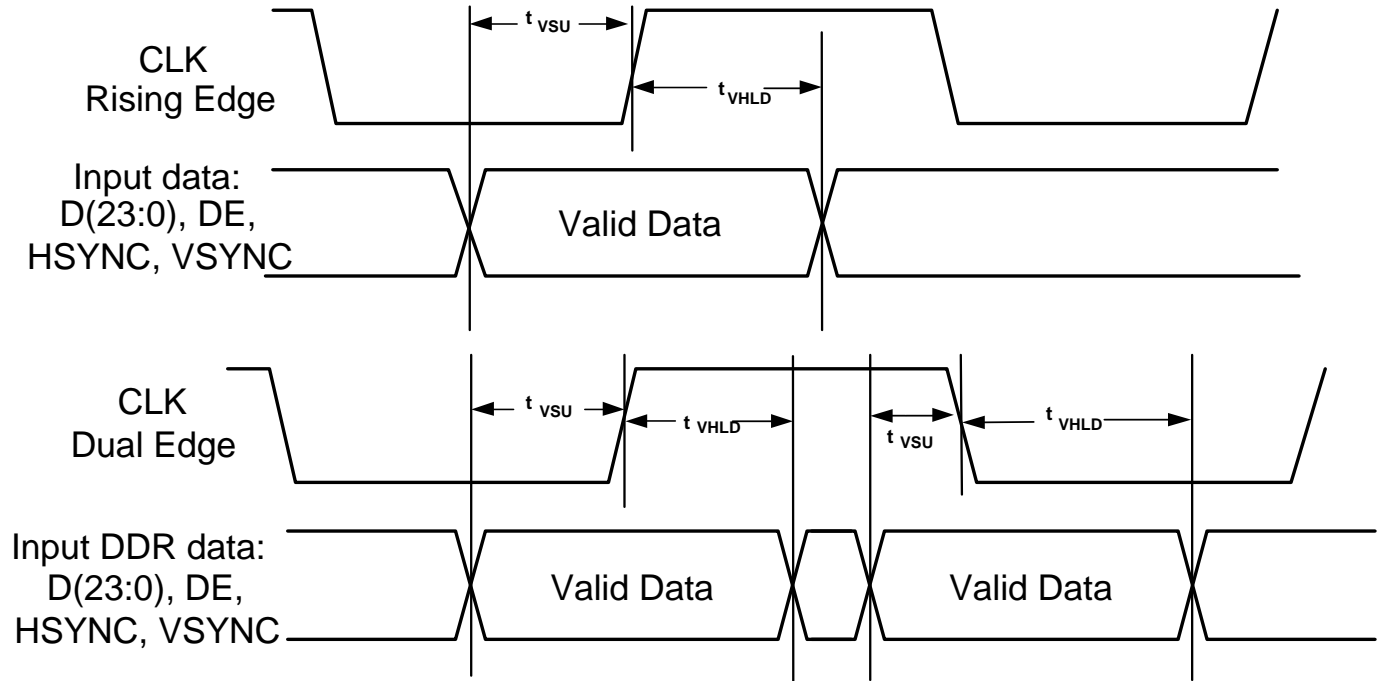 t VSU
CLK
Rising Edge
t VHLD
Input data:
D(23:0), DE,
HSYNC, VSYNC
Valid Data
CLK
Dual Edge
t VSU
t VHLD
t VSU
t VHLD
Input DDR data:
D(23:0), DE,
HSYNC, VSYNC
Valid Data
Valid Data